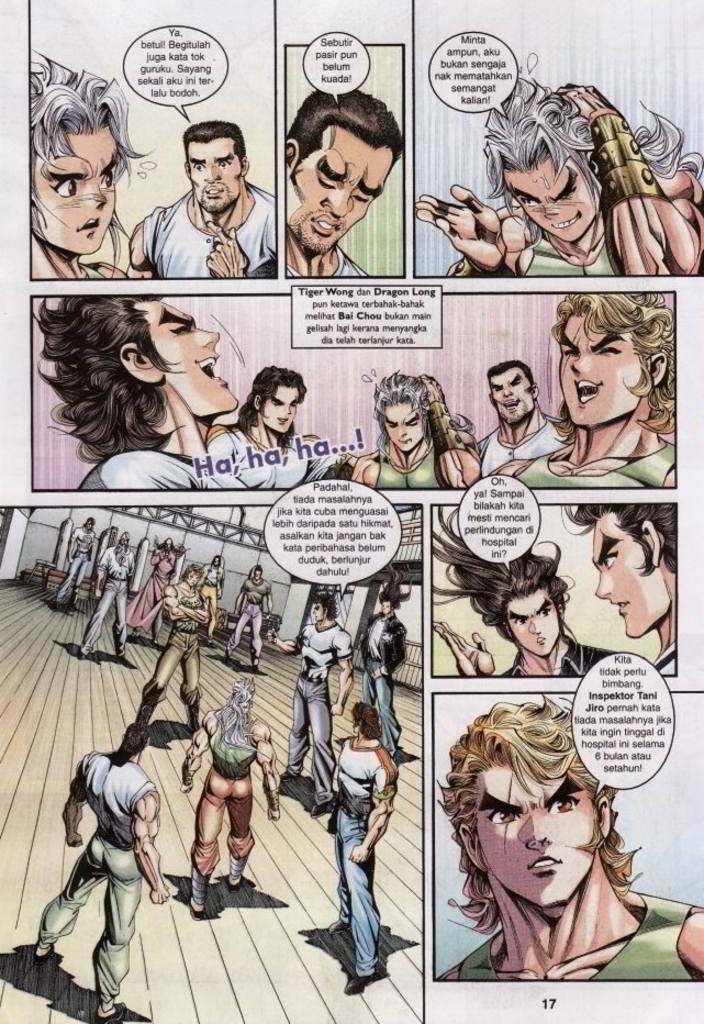 Ya,
betul! Begitulah
juga kata tok
guruku. Sayang
sekali aku ini ter-
lalu bodoh.
Sebutir
pasir pun
belum
kuada!
Minta
ampun, aku
bukan sengaja
nak mematahkan
semangat
kalian!
Tiger Wong dan Dragon Long
pun ketawa terbahak-bahak
melihat Bai Chou bukan main
gelisah lagi kerana menyangka
dia telah terlanjur kata.
Ha, ha, ha...!
Padahal,
tiada masalahnya
jika kita cuba menguasai
lebih daripada satu hikmat,
asalkan kita jangan bak
kata peribahasa belum
duduk, berlunjur
dahulu!
Oh,
ya! Sampai
bilakah kita
mesti mencari
perlindungan di
hospital
ini?
Kita
tidak perlu
bimbang.
Inspektor Tani
Jiro pernah kata
tiada masalahnya jika
kita ingin tinggal di
hospital ini selama
6 bulan atau
setahun!
17